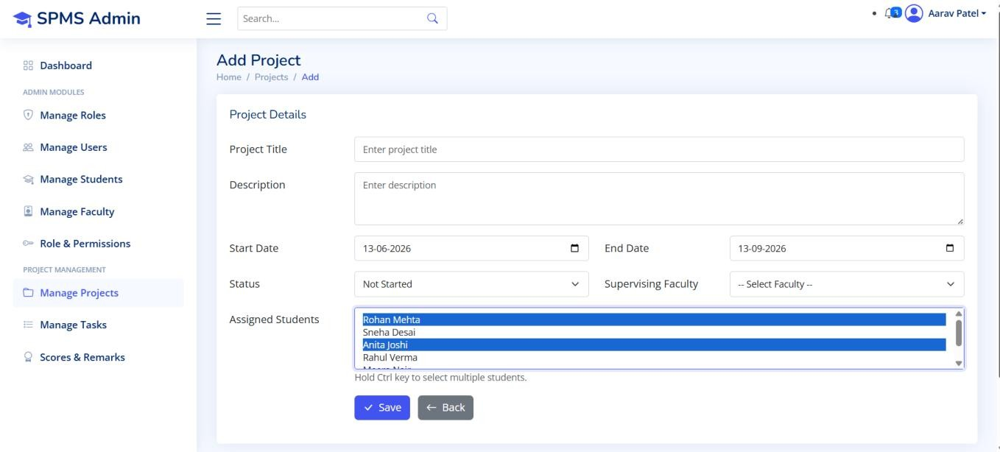 SPMS Admin
Search...
3
Aarav Patel
Dashboard
ADMIN MODULES
Manage Roles
Manage Users
Manage Students
Manage Faculty
Role & Permissions
PROJECT MANAGEMENT
Manage Projects
Manage Tasks
Scores & Remarks
Add Project
Home / Projects / Add
Project Details
Project Title
Enter project title
Description
Enter description
Start Date
13-06-2026
End Date
13-09-2026
Status
Not Started
Supervising Faculty
-- Select Faculty --
Assigned Students
Rohan Mehta
Sneha Desai
Anita Joshi
Rahul Verma
Hold Ctrl key to select multiple students.
Save
Back